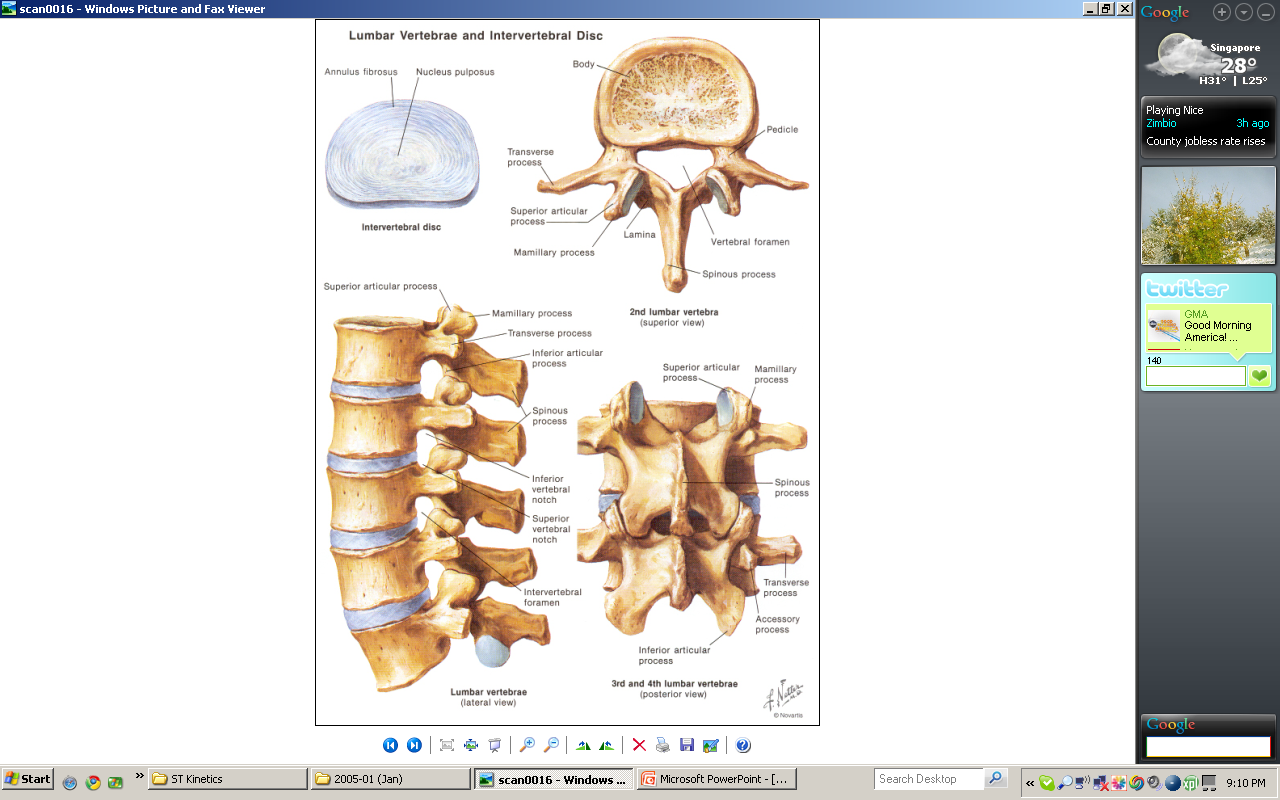 scan0016 - Windows Picture and Fax Viewer
Lumbar Vertebrae and Intervertebral Disc
Annulus fibrosus
Nucleus pulposus
Intervertebral disc
Body
Pedicle
Transverse
process
Superior articular
process
Mamillary process
Lamina
Vertebral foramen
Spinous process
2nd lumbar vertebra
(superior view)
Superior articular process
Mamillary process
Transverse process
Inferior articular
process
Spinous
process
Inferior
vertebral
notch
Superior
vertebral
notch
Intervertebral
foramen
Lumbar vertebrae
(lateral view)
Superior articular
process
Mamillary
process
Spinous
process
Transverse
process
Accessory
process
Inferior articular
process
3rd and 4th lumbar vertebrae
(posterior view)
F. Netter
© Novartis
Google
Singapore
28°
H31° | L25°
Playing Nice
Zimbio 3h ago
County jobless rate rises
twitter
GMA
Good Morning
America! ...
140
Google
Start
»
ST Kinetics
2005-01 (Jan)
scan0016 - Windows ...
Microsoft PowerPoint - [...
Search Desktop
«
9:10 PM